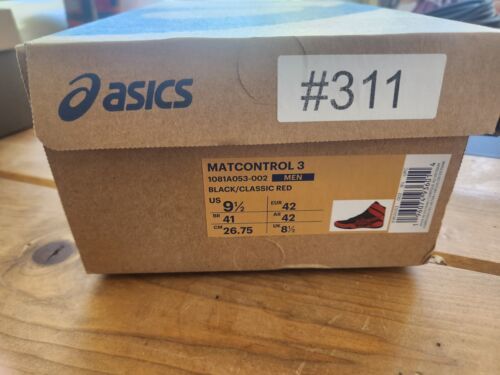 asics
#311
MATCONTROL 3
1081A053-002 MEN
BLACK/CLASSIC RED
US 9½ EUR 42
BR 41 AR 42
CM 26.75 UK 8½